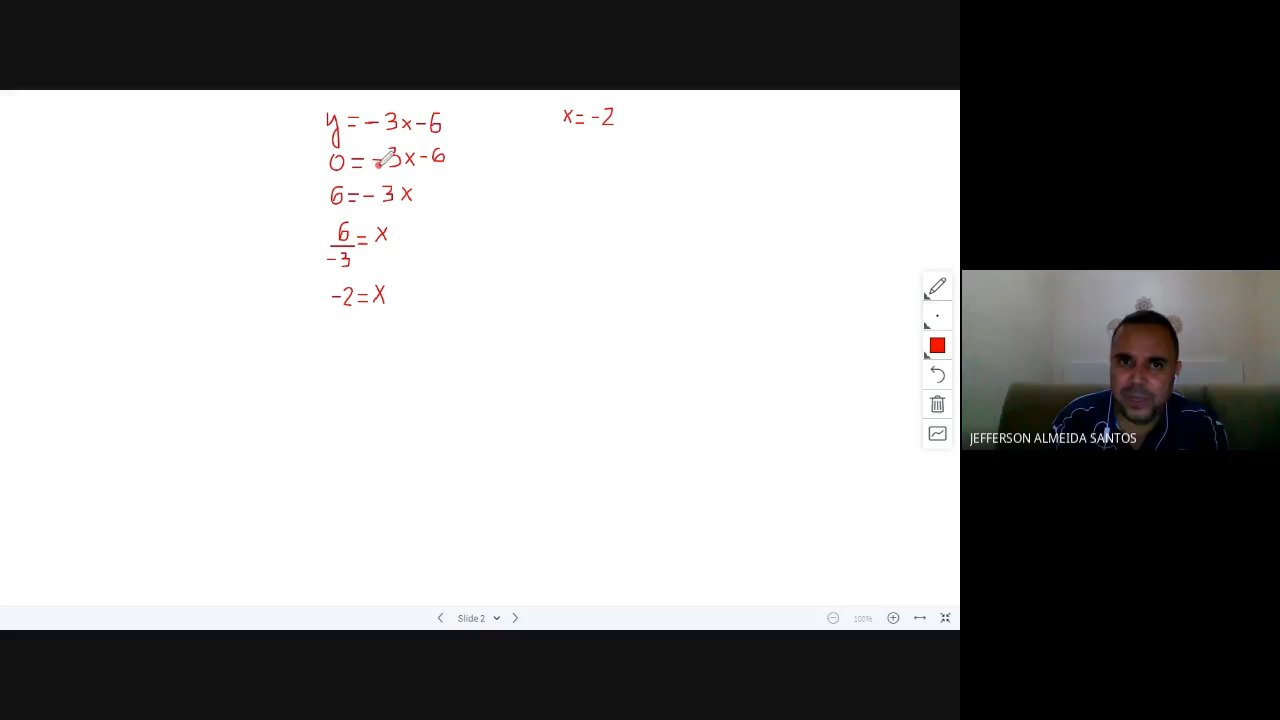 y = -3x - 6
0 = -3x - 6
6 = -3x
6/-3 = x
-2 = x
x = -2
JEFFERSON ALMEIDA SANTOS
Slide 2
100%